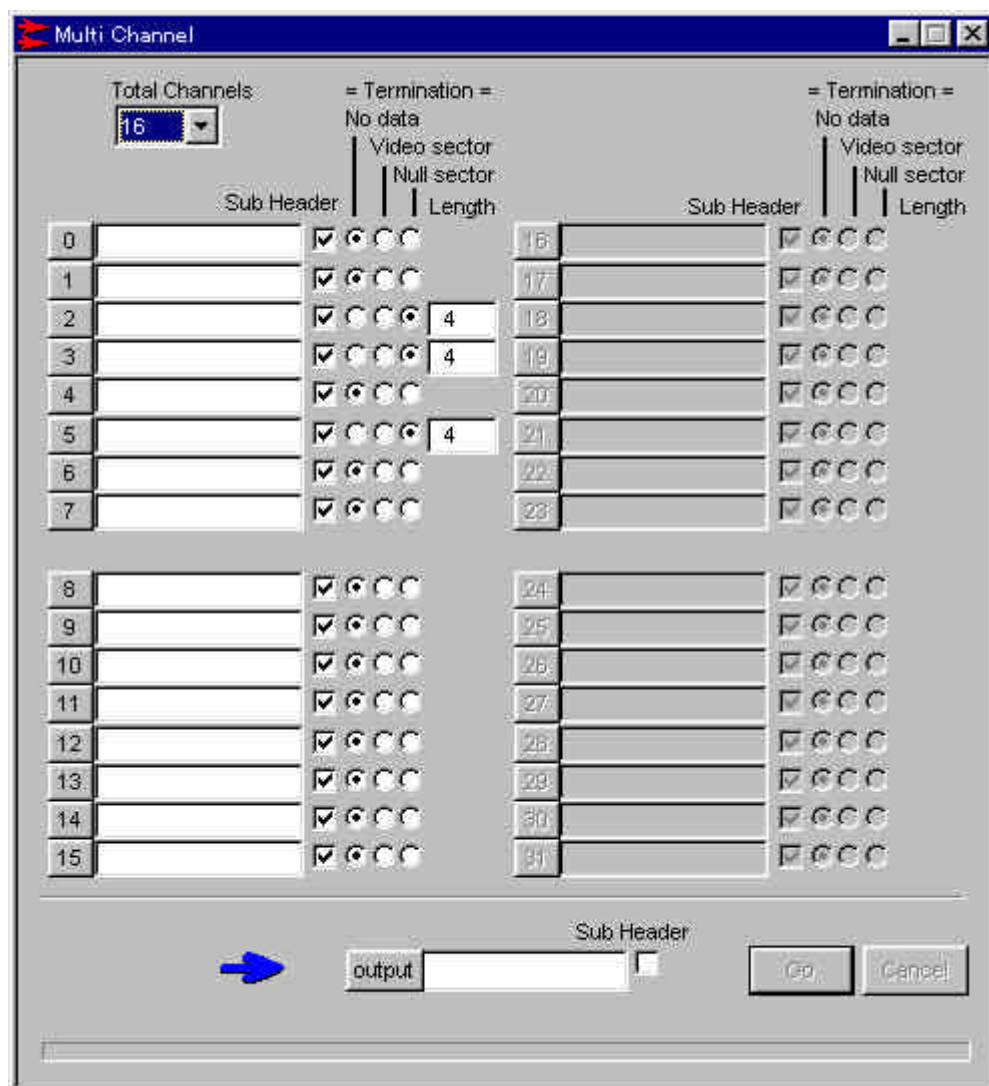 Multi Channel
Total Channels
16
= Termination =
No data
Video sector
Null sector
Sub Header
Length
0
1
2 4
3 4
4
5 4
6
7
8
9
10
11
12
13
14
15
= Termination =
No data
Video sector
Null sector
Sub Header
Length
16
17
18
19
20
21
22
23
24
25
26
27
28
29
30
31
Sub Header
output
Go
Cancel